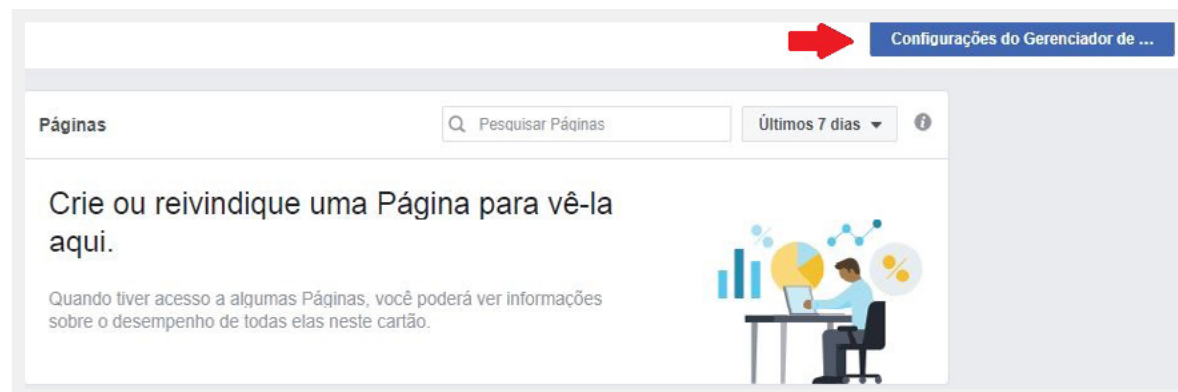 Configurações do Gerenciador de ...
Páginas
Pesquisar Páginas
Últimos 7 dias
Crie ou reivindique uma Página para vê-la
aqui.
Quando tiver acesso a algumas Páginas, você poderá ver informações
sobre o desempenho de todas elas neste cartão.